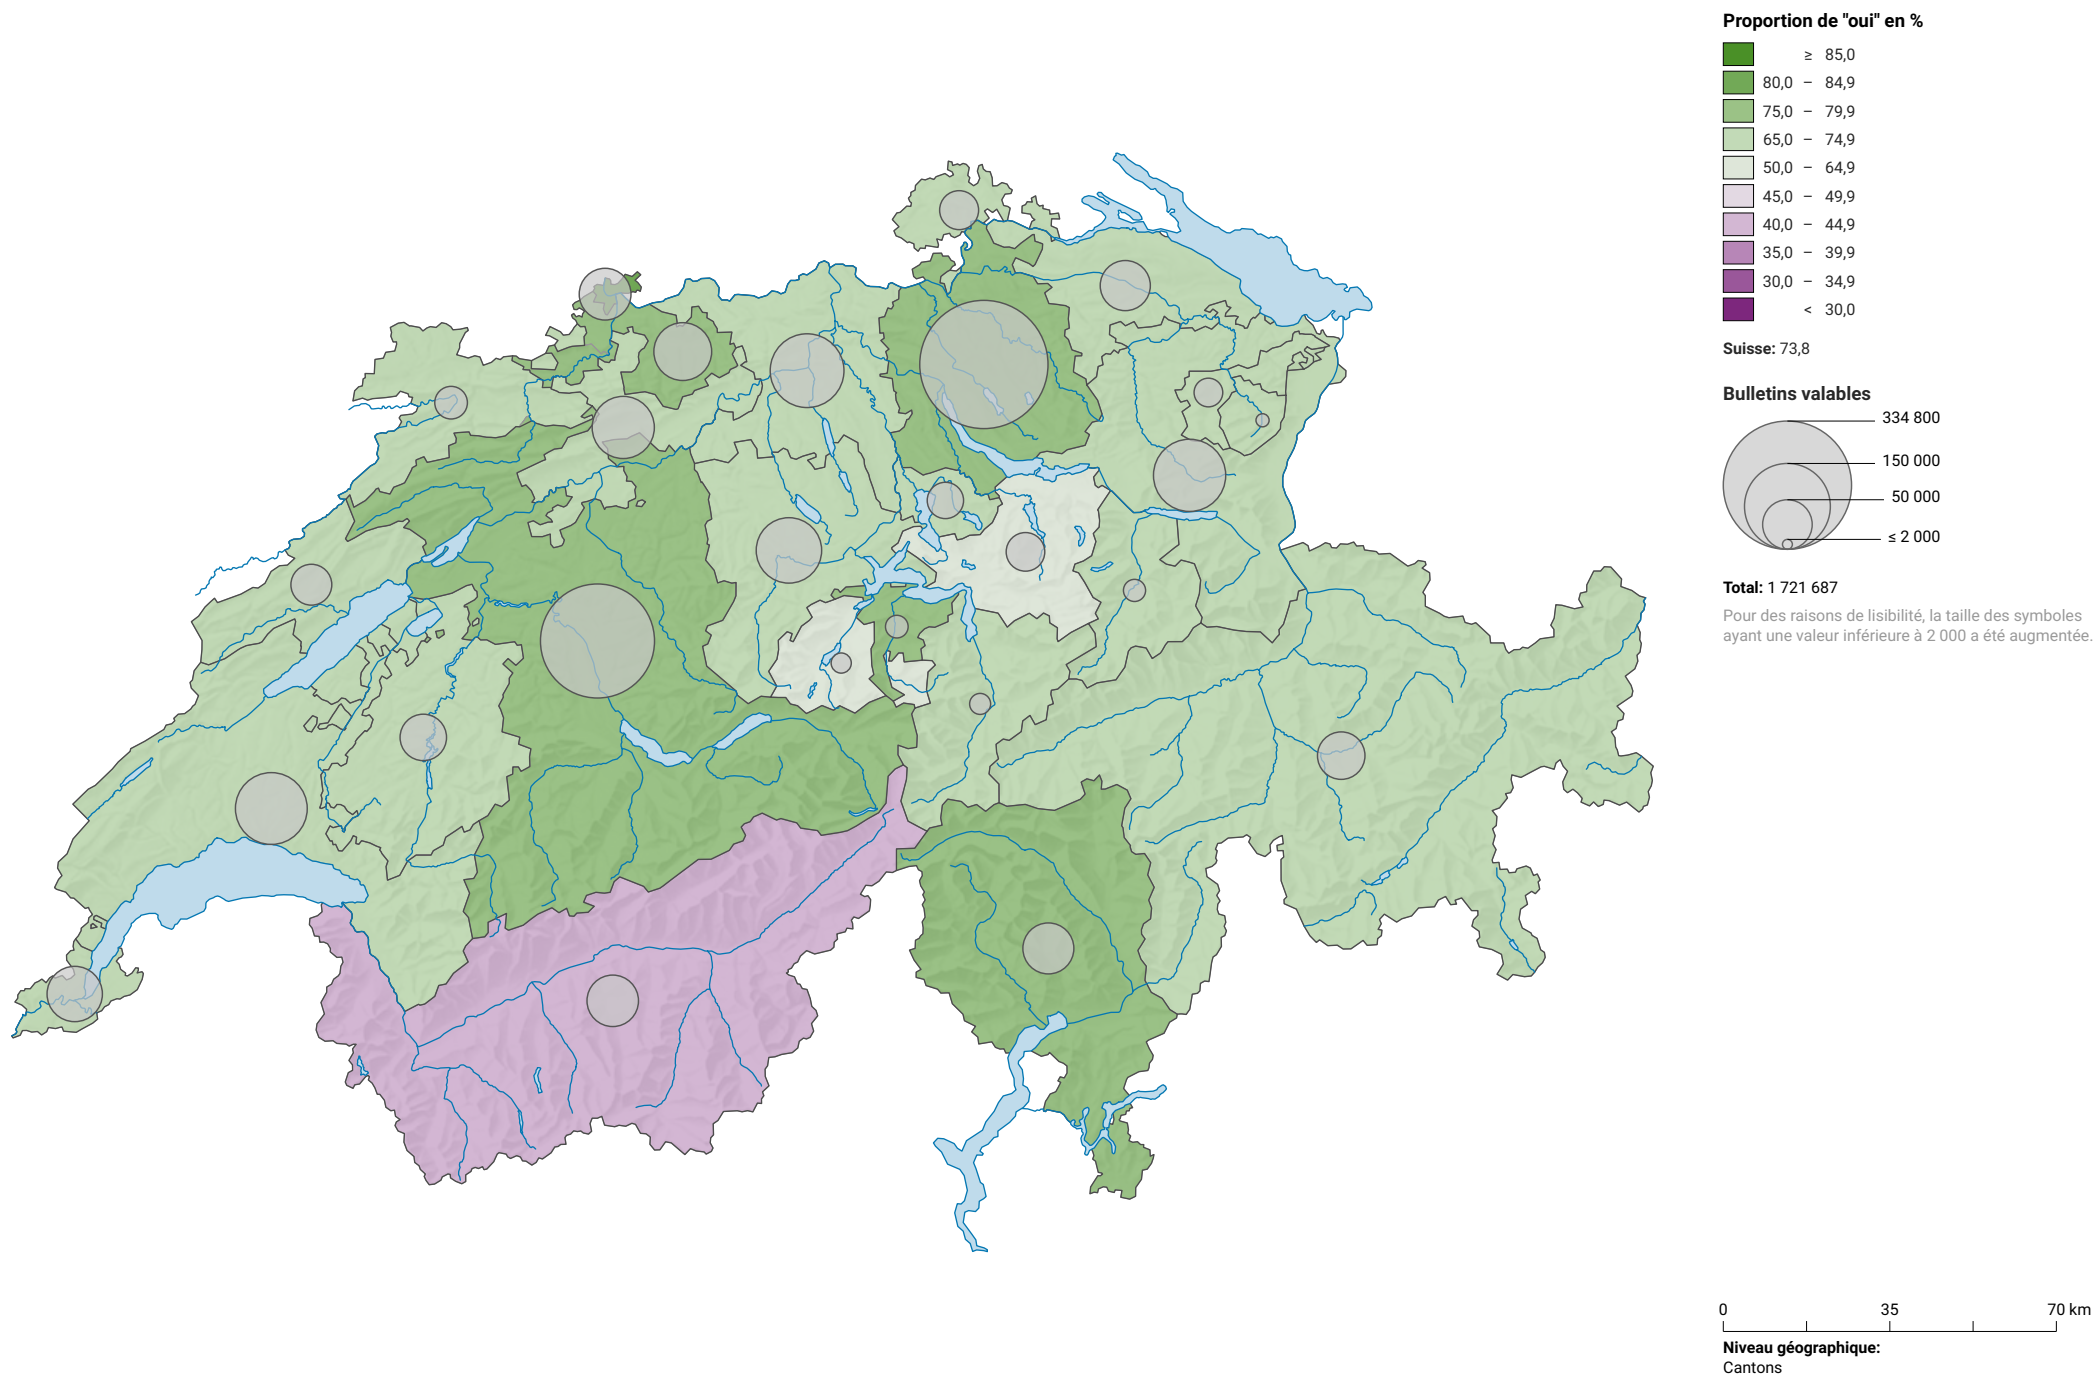 Proportion de "oui" en %
≥ 85,0
80,0 – 84,9
75,0 – 79,9
65,0 – 74,9
50,0 – 64,9
45,0 – 49,9
40,0 – 44,9
35,0 – 39,9
30,0 – 34,9
< 30,0
Suisse: 73,8
Bulletins valables
334 800
150 000
50 000
≤ 2 000
Total: 1 721 687
Pour des raisons de lisibilité, la taille des symboles
ayant une valeur inférieure à 2 000 a été augmentée.
0 35 70 km
Niveau géographique:
Cantons